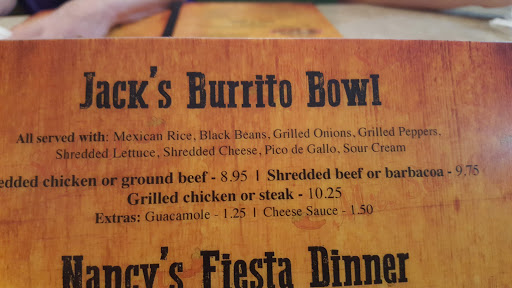 Jack's Burrito Bowl
All served with: Mexican Rice, Black Beans, Grilled Onions, Grilled Peppers,
Shredded Lettuce, Shredded Cheese, Pico de Gallo, Sour Cream
edded chicken or ground beef - 8.95 | Shredded beef or barbacoa - 9.75
Grilled chicken or steak - 10.25
Extras: Guacamole - 1.25 | Cheese Sauce - 1.50
Nancy's Fiesta Dinner